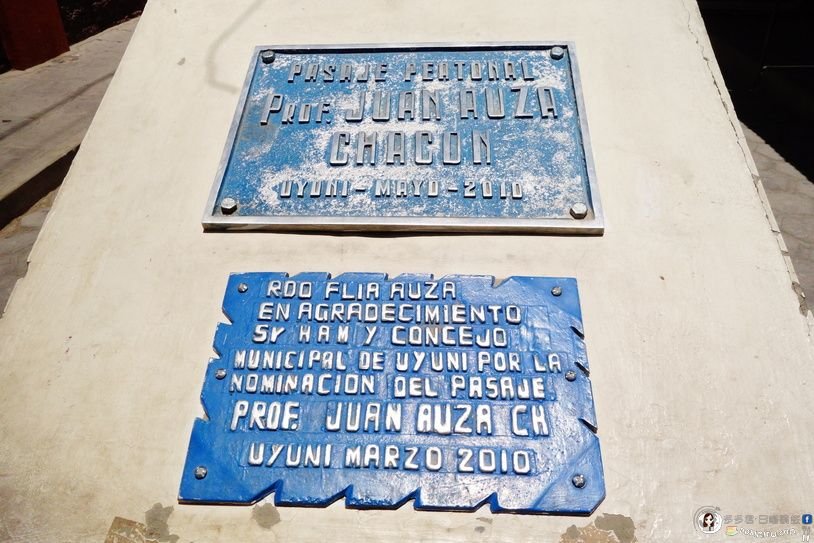 PASAJE PEATONAL
PROF. JUAN AUZA
CHACON
UYUNI - MAYO - 2010
RDO FLIA AUZA
EN AGRADECIMIENTO
SR H A M Y CONCEJO
MUNICIPAL DE UYUNI POR LA
NOMINACION DEL PASAJE
PROF. JUAN AUZA CH
UYUNI MARZO 2010